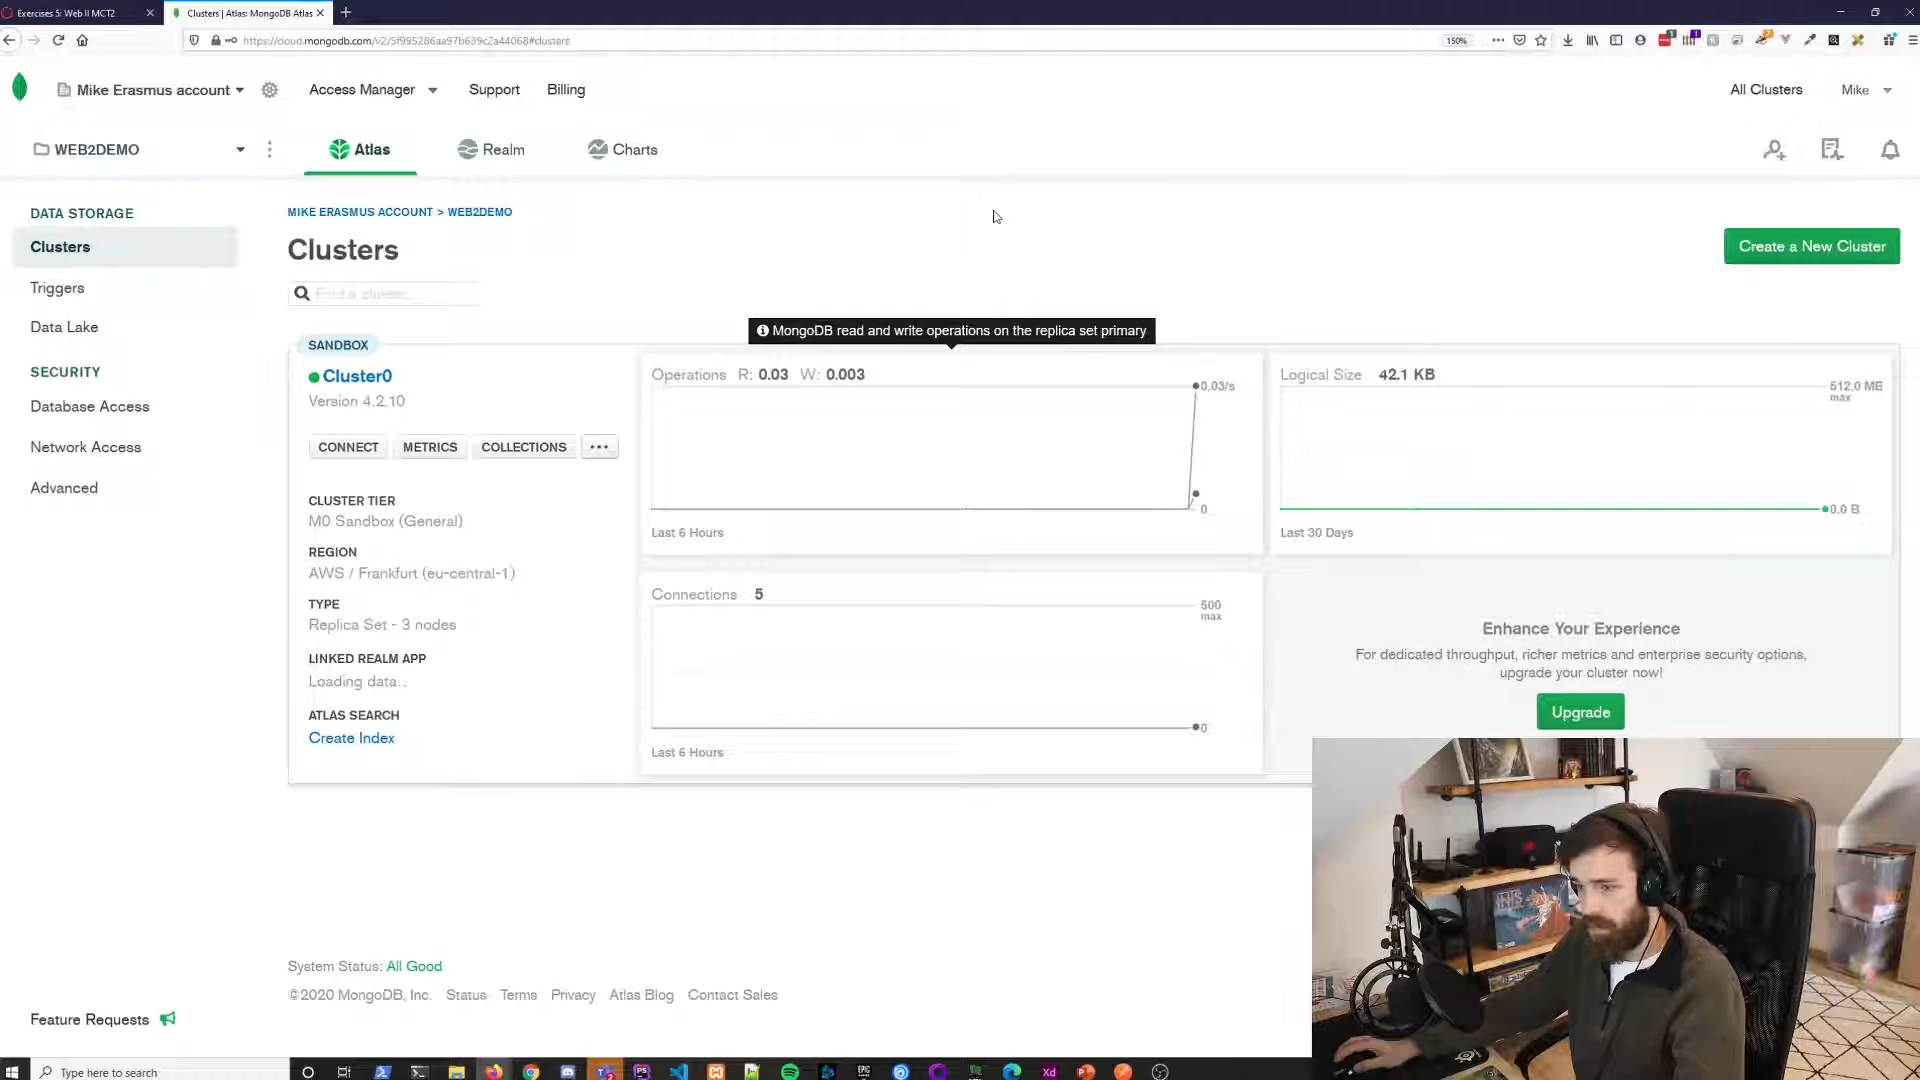 Exercises 5: Web II MCT2
Clusters | Atlas: MongoDB Atlas
https://cloud.mongodb.com/v2/5f995286aa97b639c2a44068#clusters
150%
Mike Erasmus account
Access Manager
Support
Billing
All Clusters
Mike
WEB2DEMO
Atlas
Realm
Charts
DATA STORAGE
Clusters
Triggers
Data Lake
SECURITY
Database Access
Network Access
Advanced
MIKE ERASMUS ACCOUNT > WEB2DEMO
Clusters
Create a New Cluster
Find a cluster...
MongoDB read and write operations on the replica set primary
SANDBOX
Cluster0
Version 4.2.10
CONNECT
METRICS
COLLECTIONS
CLUSTER TIER
M0 Sandbox (General)
REGION
AWS / Frankfurt (eu-central-1)
TYPE
Replica Set - 3 nodes
LINKED REALM APP
Loading data..
ATLAS SEARCH
Create Index
Operations R: 0.03 W: 0.003
0.03/s
0
Last 6 Hours
Logical Size 42.1 KB
512.0 MB
max
0.0 B
Last 30 Days
Connections 5
500
max
0
Last 6 Hours
Enhance Your Experience
For dedicated throughput, richer metrics and enterprise security options,
upgrade your cluster now!
Upgrade
System Status: All Good
©2020 MongoDB, Inc. Status Terms Privacy Atlas Blog Contact Sales
Feature Requests
Type here to search